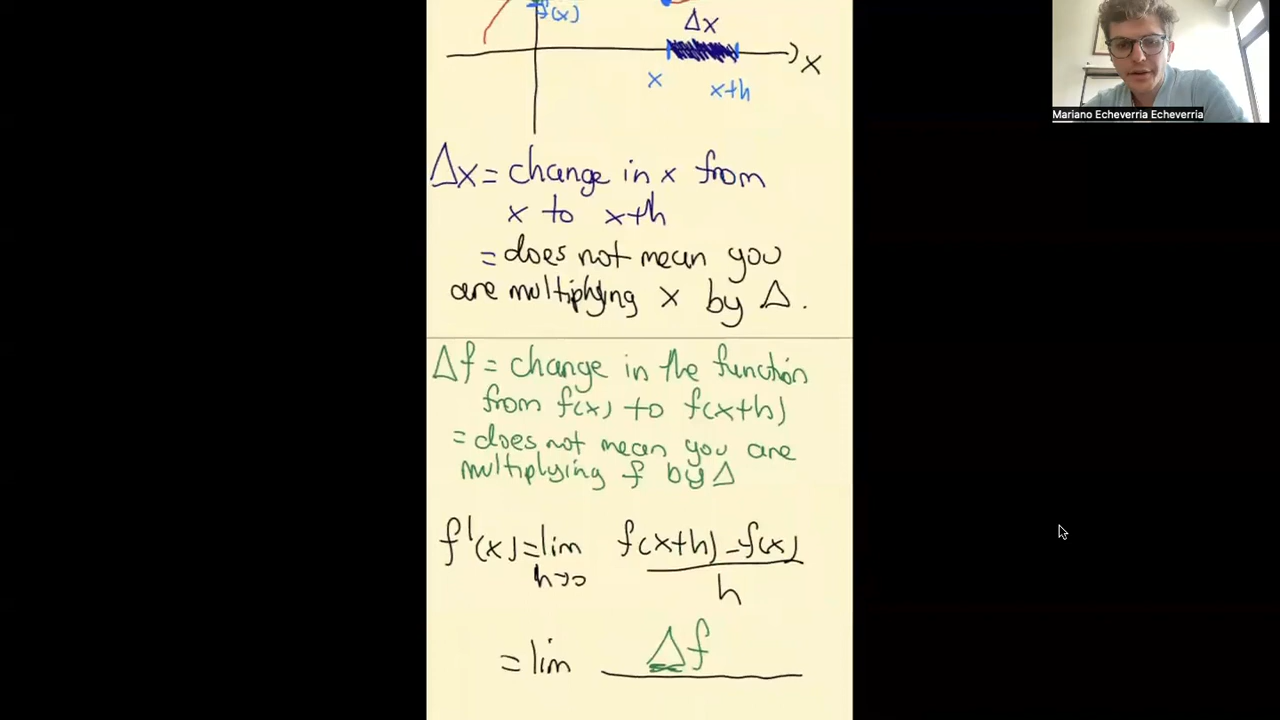 f(x)
Δx
x
x
x+h
Mariano Echeverria Echeverria
Δx = change in x from
x to x+h
= does not mean you
are multiplying x by Δ.
Δf = change in the function
from f(x) to f(x+h)
= does not mean you are
multiplying f by Δ
f'(x) = lim f(x+h) - f(x)
h→0 h
= lim Δf